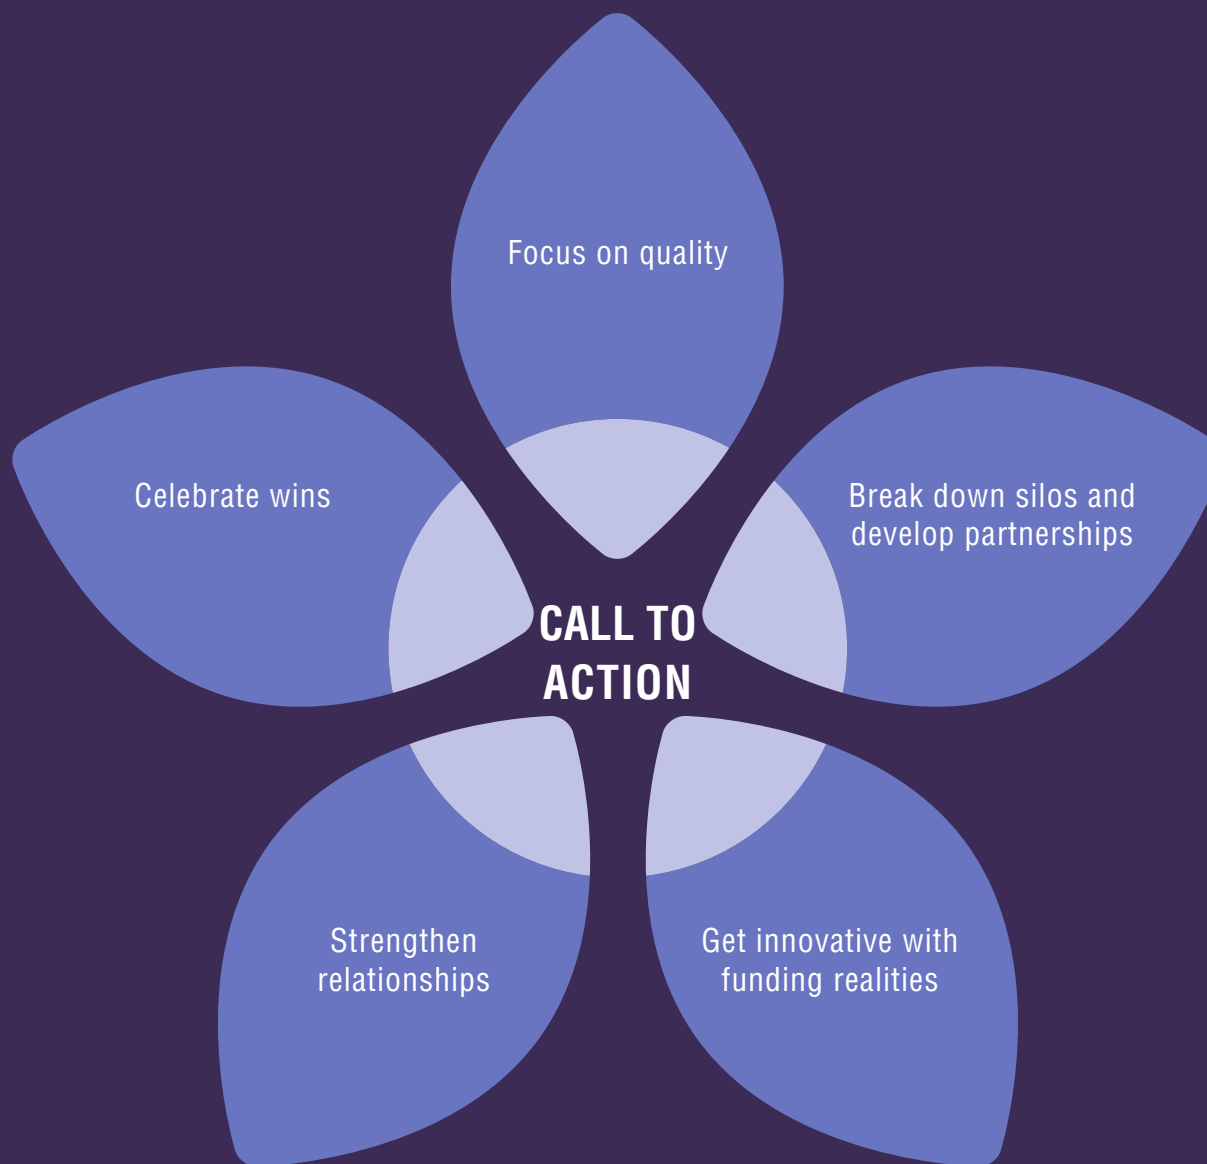 Focus on quality
Celebrate wins
Break down silos and
develop partnerships
CALL TO
ACTION
Strengthen
relationships
Get innovative with
funding realities